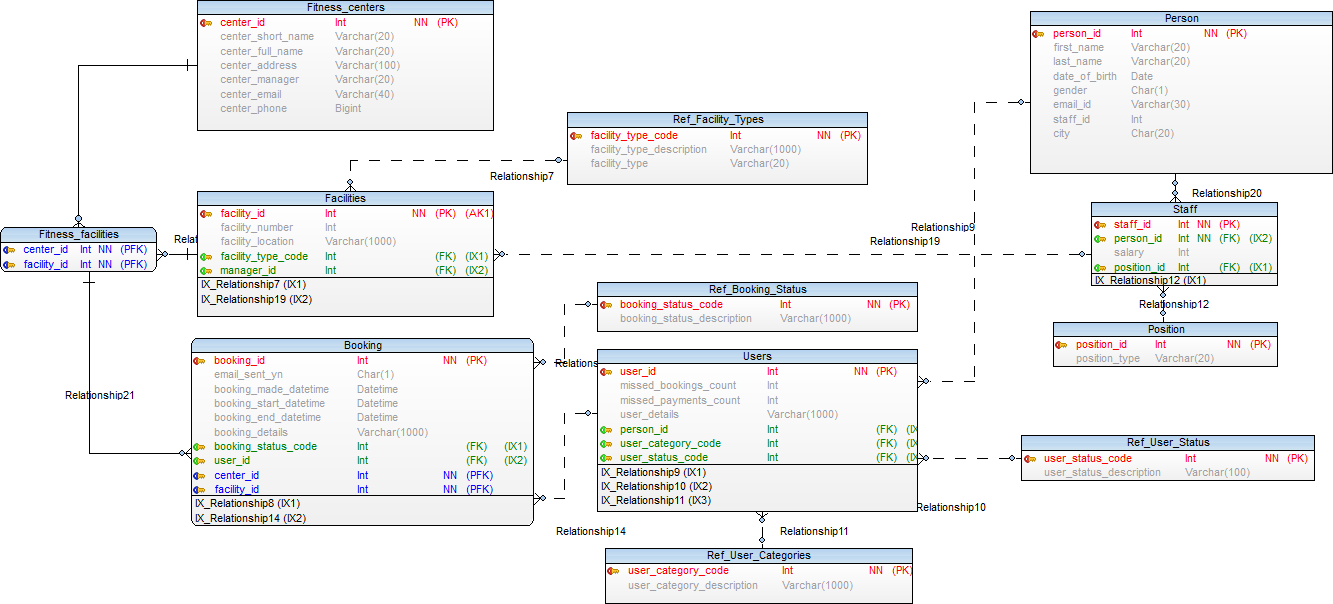 Fitness_centers
center_id Int NN (PK)
center_short_name Varchar(20)
center_full_name Varchar(20)
center_address Varchar(100)
center_manager Varchar(20)
center_email Varchar(40)
center_phone Bigint
Person
person_id Int NN (PK)
first_name Varchar(20)
last_name Varchar(20)
date_of_birth Date
gender Char(1)
email_id Varchar(30)
staff_id Int
city Char(20)
Ref_Facility_Types
facility_type_code Int NN (PK)
facility_type_description Varchar(1000)
facility_type Varchar(20)
Relationship7
Relationship20
Facilities
facility_id Int NN (PK) (AK1)
facility_number Int
facility_location Varchar(1000)
facility_type_code Int (FK) (IX1)
manager_id Int (FK) (IX2)
IX_Relationship7 (IX1)
IX_Relationship19 (IX2)
Fitness_facilities
center_id Int NN (PFK)
facility_id Int NN (PFK)
Rela
Relationship9
Relationship19
Staff
staff_id Int NN (PK)
person_id Int NN (FK) (IX2)
salary Int
position_id Int (FK) (IX1)
IX_Relationship12 (IX1)
Relationship12
Position
position_id Int NN (PK)
position_type Varchar(20)
Ref_Booking_Status
booking_status_code Int NN (PK)
booking_status_description Varchar(1000)
Booking
booking_id Int NN (PK)
email_sent_yn Char(1)
booking_made_datetime Datetime
booking_start_datetime Datetime
booking_end_datetime Datetime
booking_details Varchar(1000)
booking_status_code Int (FK) (IX1)
user_id Int (FK) (IX2)
center_id Int NN (PFK)
facility_id Int NN (PFK)
IX_Relationship8 (IX1)
IX_Relationship14 (IX2)
Relations
Relationship21
Users
user_id Int NN (PK)
missed_bookings_count Int
missed_payments_count Int
user_details Varchar(1000)
person_id Int (FK) (IX
user_category_code Int (FK) (IX
user_status_code Int (FK) (IX
IX_Relationship9 (IX1)
IX_Relationship10 (IX2)
IX_Relationship11 (IX3)
Ref_User_Status
user_status_code Int NN (PK)
user_status_description Varchar(100)
Relationship10
Relationship14
Relationship11
Ref_User_Categories
user_category_code Int NN (PK)
user_category_description Varchar(1000)